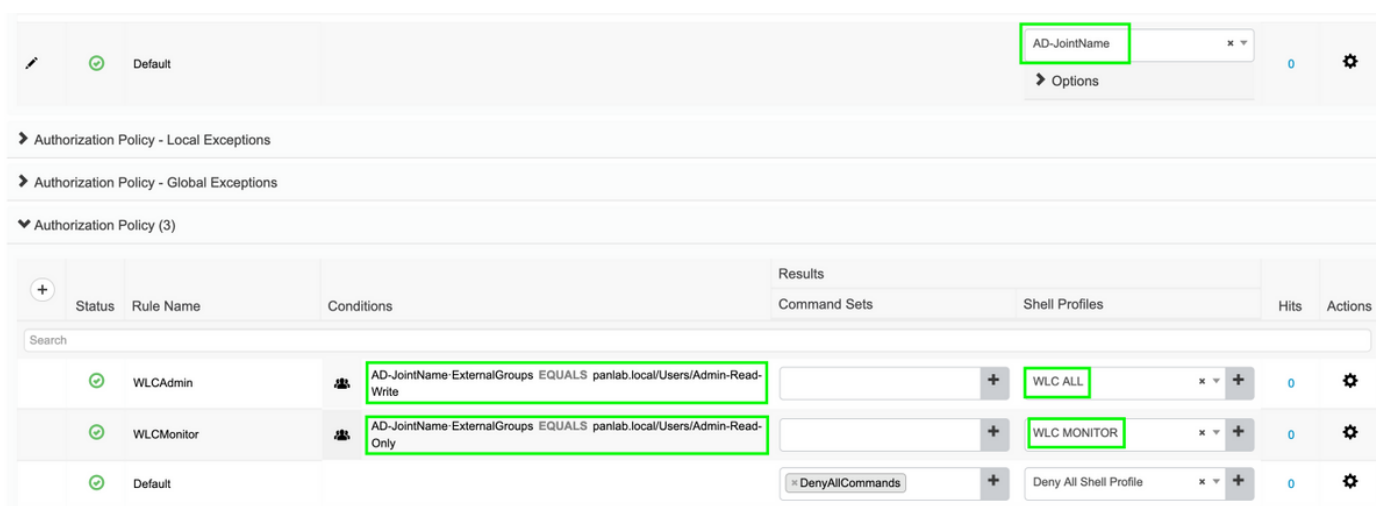 AD-JointName
Default
0
Options
Authorization Policy - Local Exceptions
Authorization Policy - Global Exceptions
Authorization Policy (3)
Results
Status Rule Name Conditions Command Sets Shell Profiles Hits Actions
Search
WLCAdmin
AD-JointName·ExternalGroups EQUALS panlab.local/Users/Admin-Read-
Write
WLC ALL
0
WLCMonitor
AD-JointName·ExternalGroups EQUALS panlab.local/Users/Admin-Read-
Only
WLC MONITOR
0
Default
DenyAllCommands
Deny All Shell Profile
0